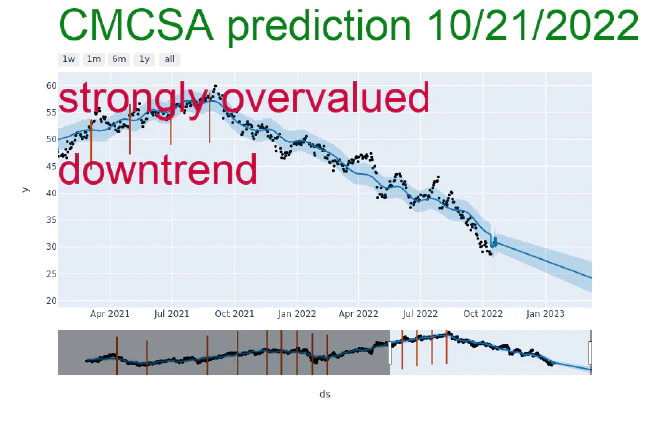 CMCSA prediction 10/21/2022
1w 1m 6m 1y all
strongly overvalued
downtrend
60
55
50
45
40
35
30
25
20
y
Apr 2021 Jul 2021 Oct 2021 Jan 2022 Apr 2022 Jul 2022 Oct 2022 Jan 2023
ds